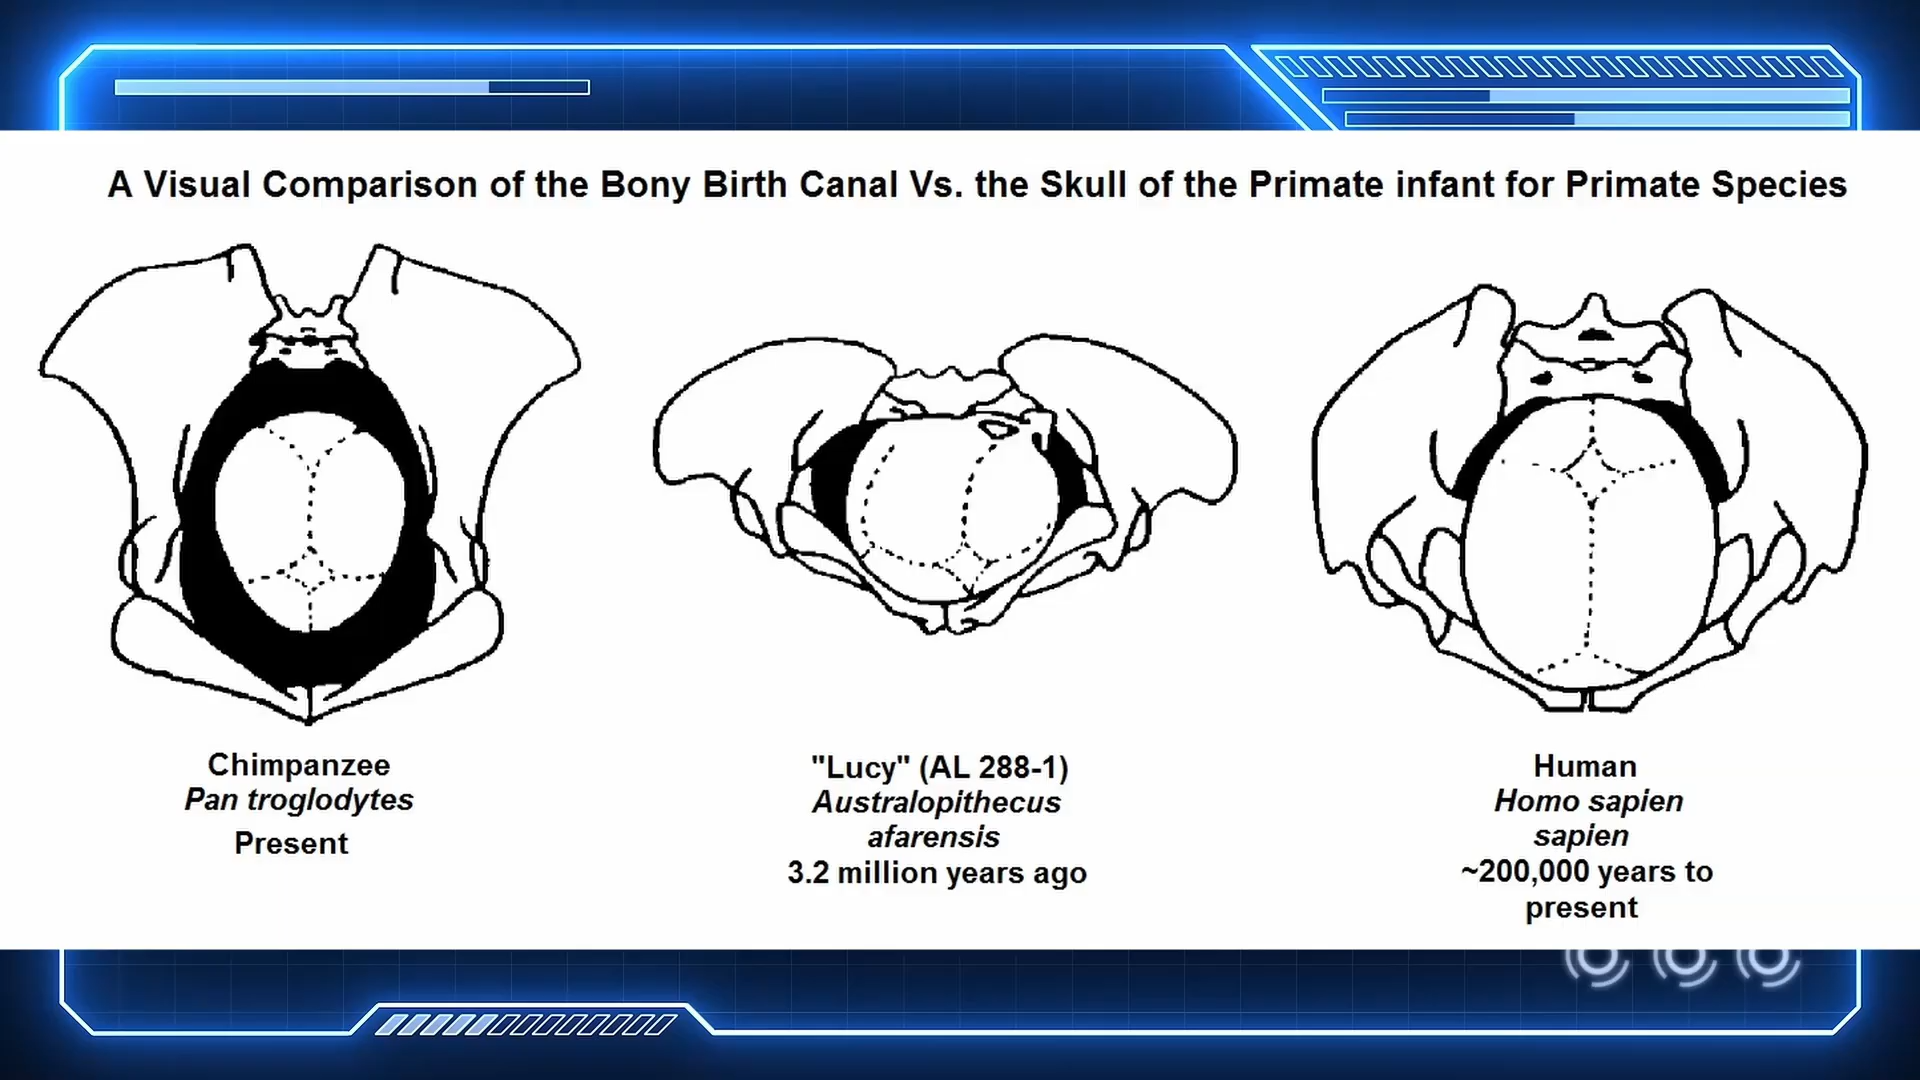 A Visual Comparison of the Bony Birth Canal Vs. the Skull of the Primate infant for Primate Species
Chimpanzee
Pan troglodytes
Present
"Lucy" (AL 288-1)
Australopithecus
afarensis
3.2 million years ago
Human
Homo sapien
sapien
~200,000 years to
present